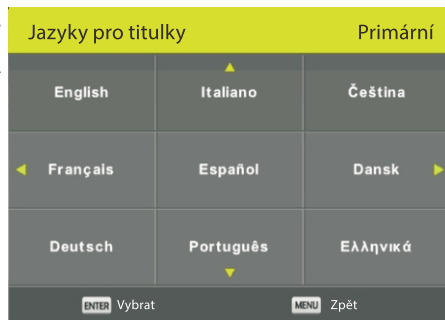 Jazyky pro titulky Primární
English Italiano Čeština
Français Español Dansk
Deutsch Português Ελληνικά
ENTER Vybrat MENU Zpět